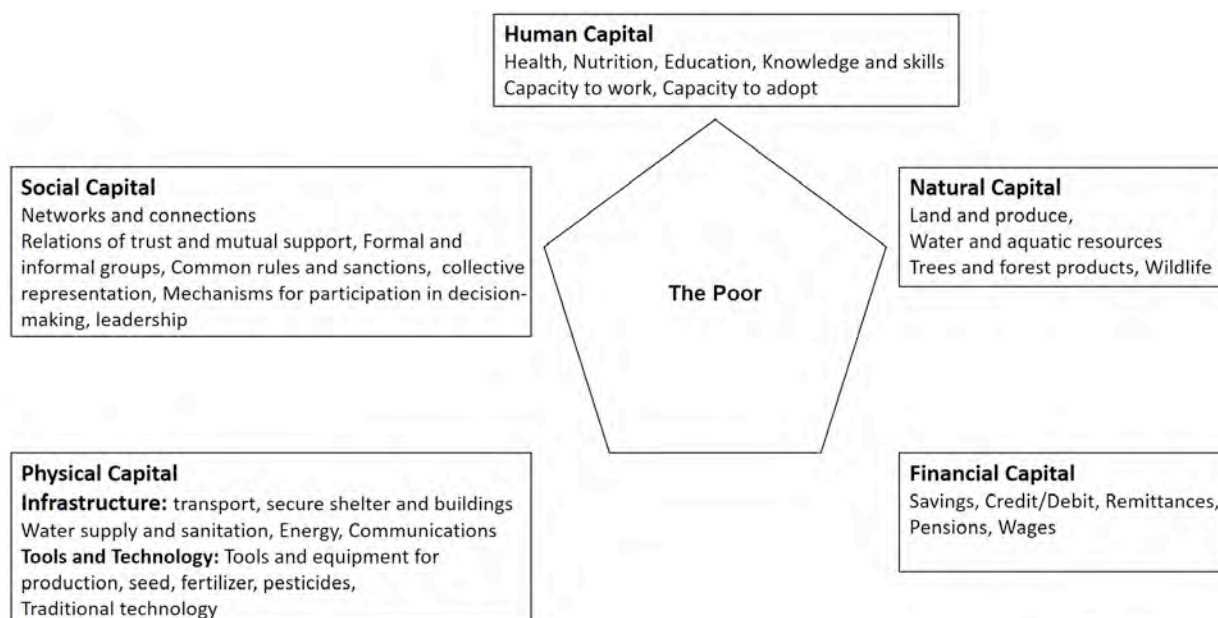 Human Capital
Health, Nutrition, Education, Knowledge and skills
Capacity to work, Capacity to adopt
Social Capital
Networks and connections
Relations of trust and mutual support, Formal and
informal groups, Common rules and sanctions, collective
representation, Mechanisms for participation in decision-
making, leadership
Natural Capital
Land and produce,
Water and aquatic resources
Trees and forest products, Wildlife
The Poor
Physical Capital
Infrastructure: transport, secure shelter and buildings
Water supply and sanitation, Energy, Communications
Tools and Technology: Tools and equipment for
production, seed, fertilizer, pesticides,
Traditional technology
Financial Capital
Savings, Credit/Debit, Remittances,
Pensions, Wages